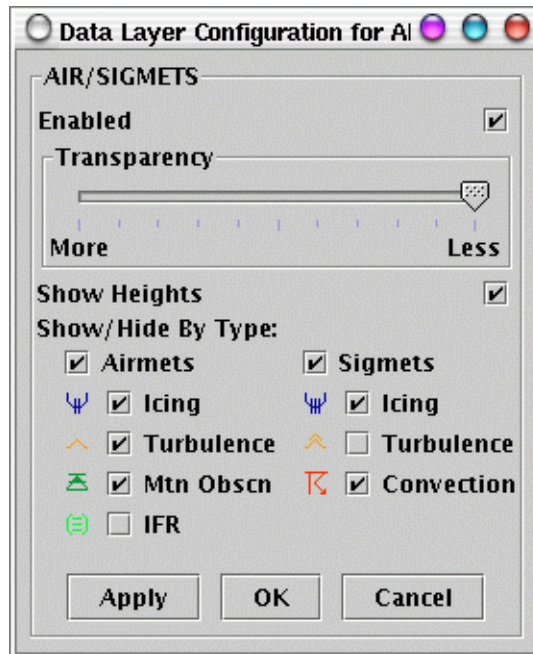 Data Layer Configuration for AI
AIR/SIGMETS
Enabled
Transparency
More Less
Show Heights
Show/Hide By Type:
Airmets Sigmets
Icing Icing
Turbulence Turbulence
Mtn Obscn Convection
IFR
Apply OK Cancel